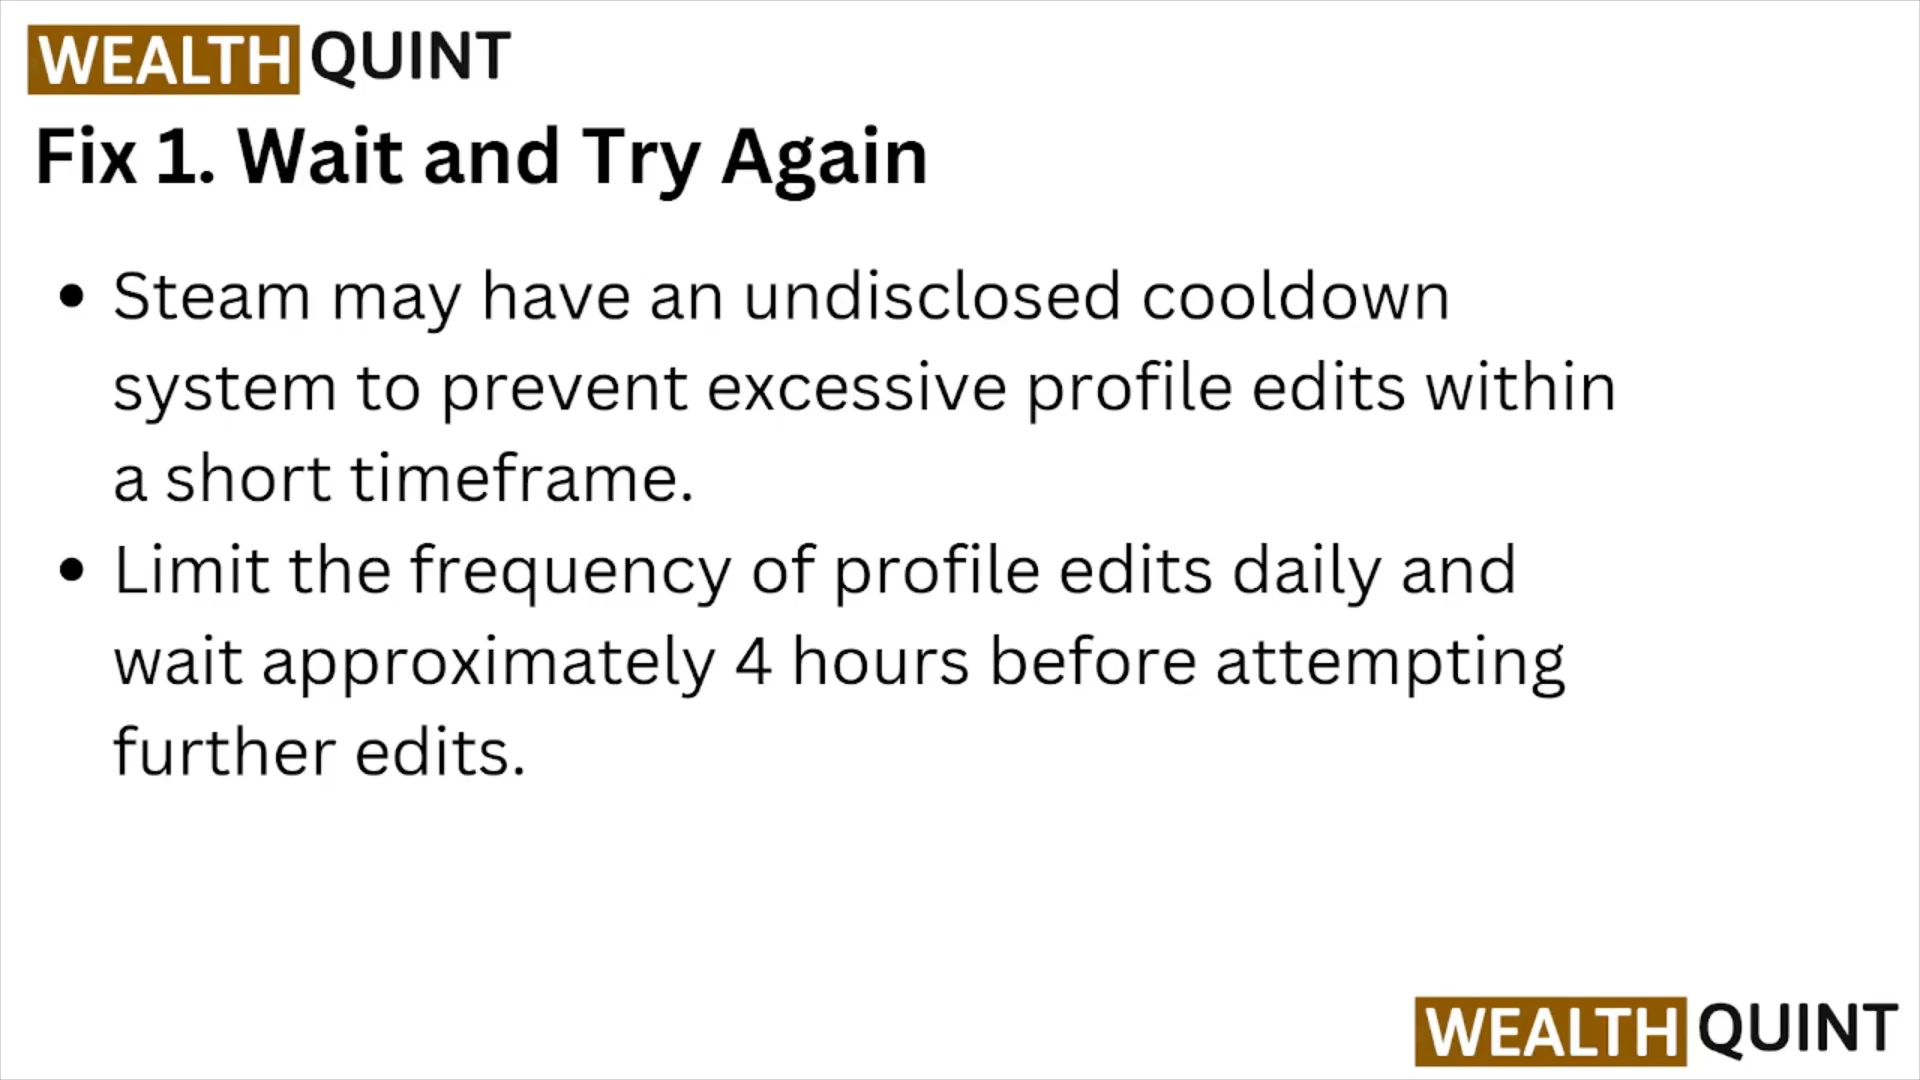 WEALTH QUINT
Fix 1. Wait and Try Again
• Steam may have an undisclosed cooldown
system to prevent excessive profile edits within
a short timeframe.
• Limit the frequency of profile edits daily and
wait approximately 4 hours before attempting
further edits.
WEALTH QUINT